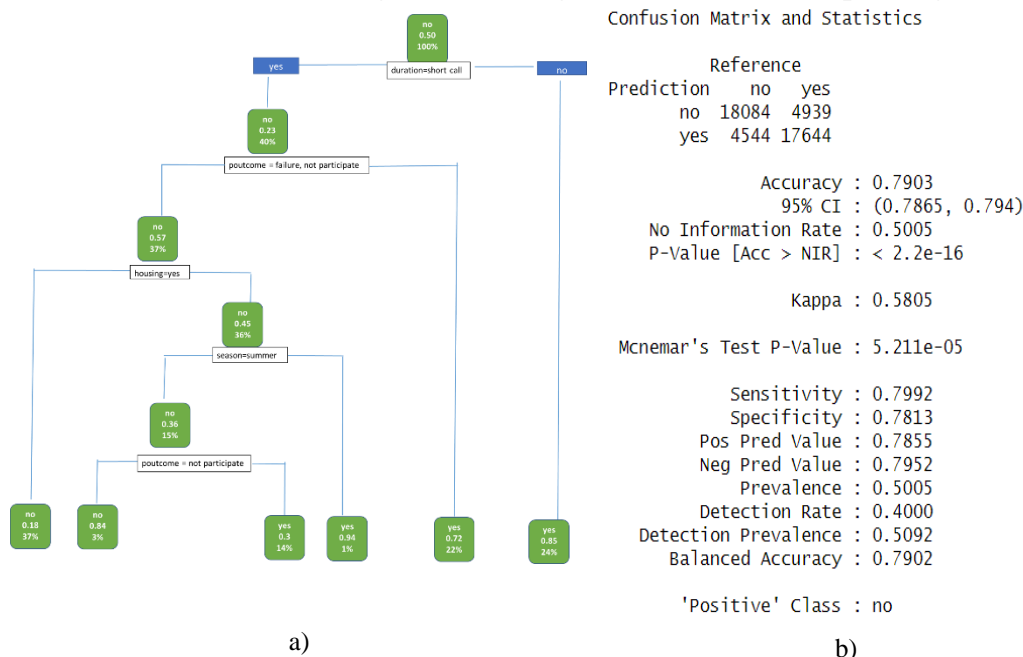 no
0.50
100%
yes
duration=short call
no
no
0.23
40%
poutcome = failure, not participate
no
0.57
37%
housing=yes
no
0.45
36%
season=summer
no
0.36
15%
poutcome = not participate
no
0.18
37%
no
0.84
3%
yes
0.3
14%
yes
0.94
1%
yes
0.72
22%
yes
0.85
24%
a)
Confusion Matrix and Statistics
Reference
Prediction no yes
no 18084 4939
yes 4544 17644
Accuracy : 0.7903
95% CI : (0.7865, 0.794)
No Information Rate : 0.5005
P-Value [Acc > NIR] : < 2.2e-16
Kappa : 0.5805
Mcnemar's Test P-Value : 5.211e-05
Sensitivity : 0.7992
Specificity : 0.7813
Pos Pred Value : 0.7855
Neg Pred Value : 0.7952
Prevalence : 0.5005
Detection Rate : 0.4000
Detection Prevalence : 0.5092
Balanced Accuracy : 0.7902
'Positive' Class : no
b)